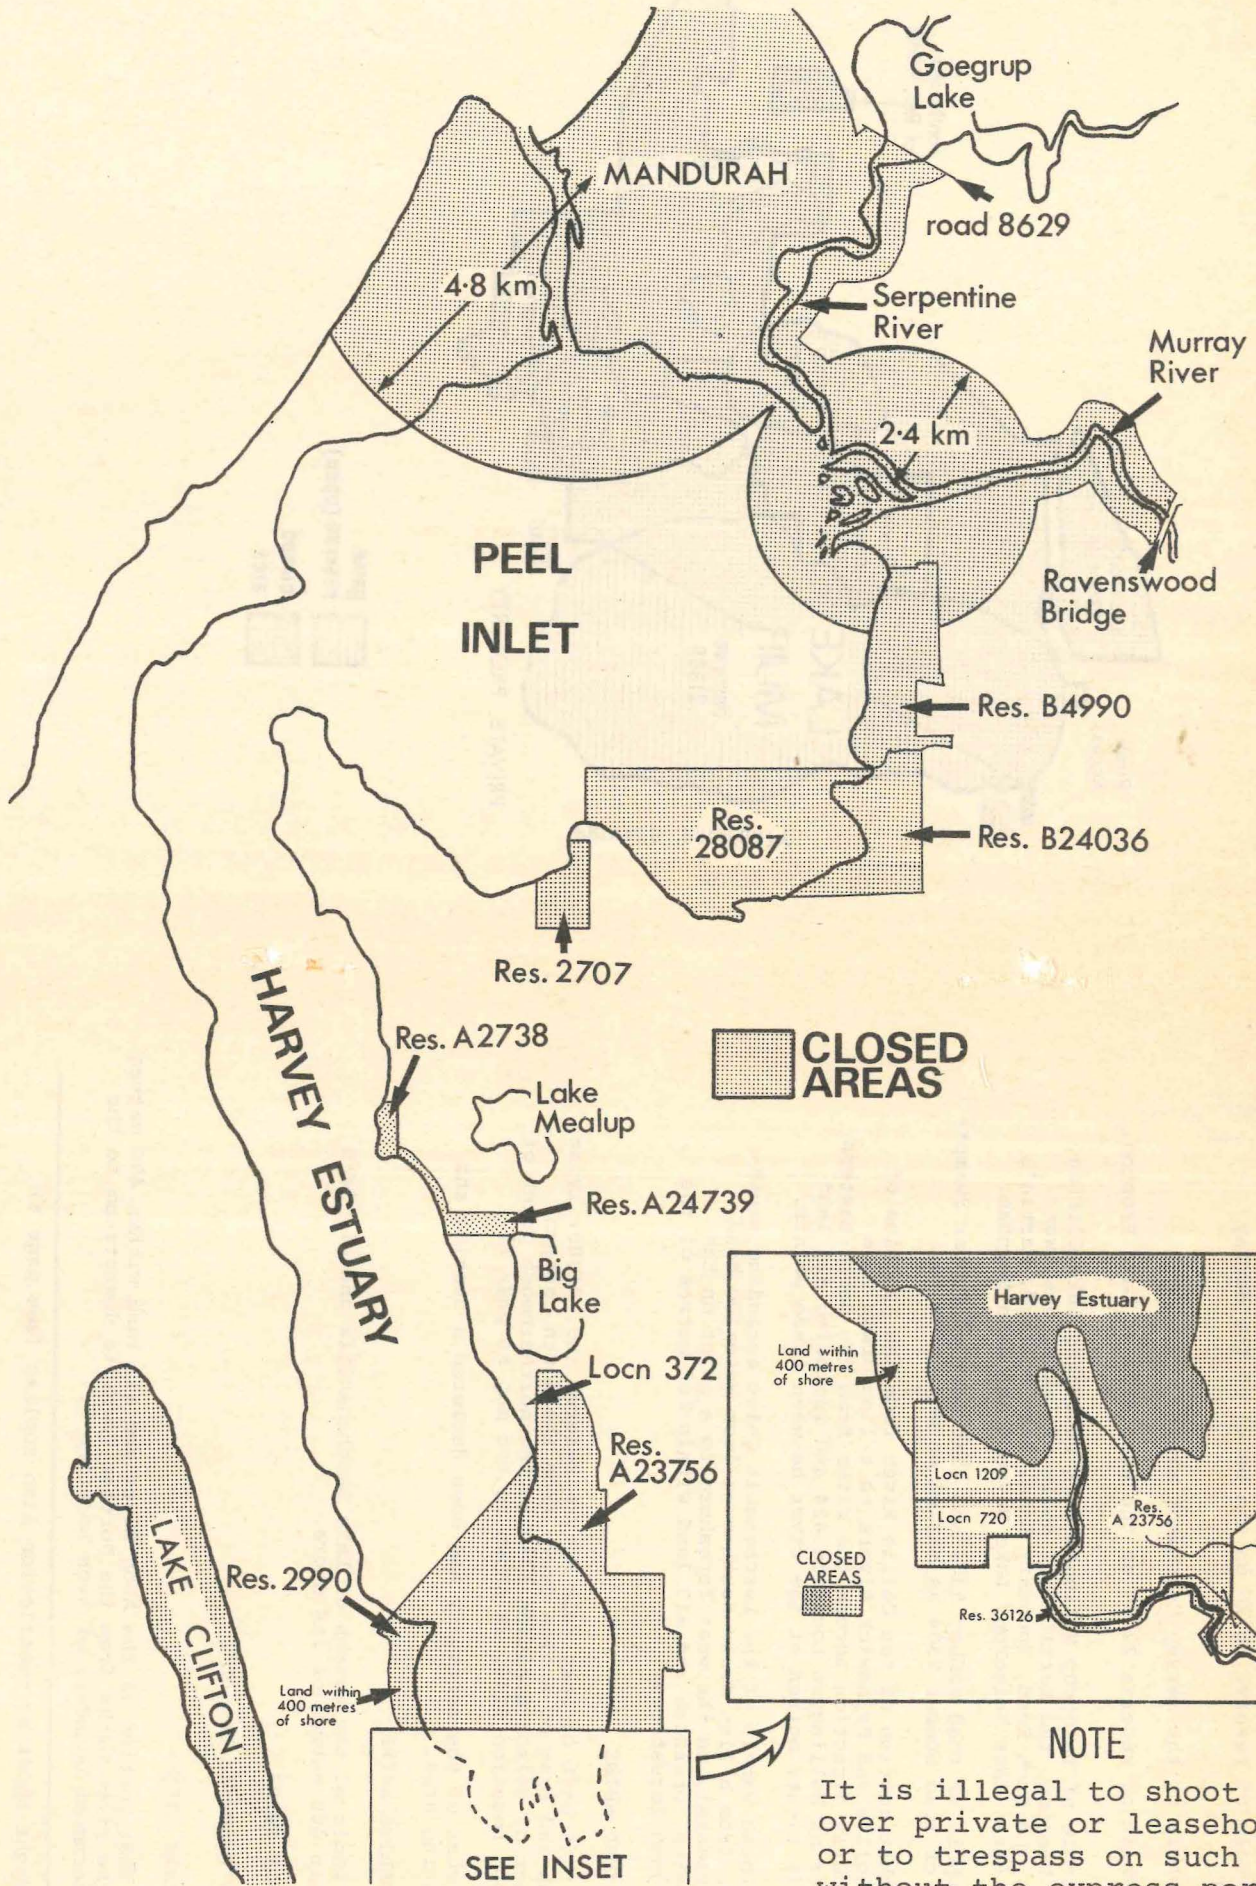 Goegrup
Lake
MANDURAH
road 8629
4·8 km
Serpentine
River
Murray
River
2·4 km
PEEL
INLET
Ravenswood
Bridge
Res. B4990
Res.
28087
Res. B24036
Res. 2707
HARVEY ESTUARY
CLOSED
AREAS
Res. A2738
Lake
Mealup
Res. A24739
Big
Lake
Locn 372
Res.
A23756
LAKE CLIFTON
Res. 2990
Land within
400 metres
of shore
SEE INSET
Harvey Estuary
Land within
400 metres
of shore
Locn 1209
Locn 720
Res.
A 23756
CLOSED
AREAS
Res. 36126
NOTE
It is illegal to shoot
over private or leaseho
or to trespass on such
without the express per